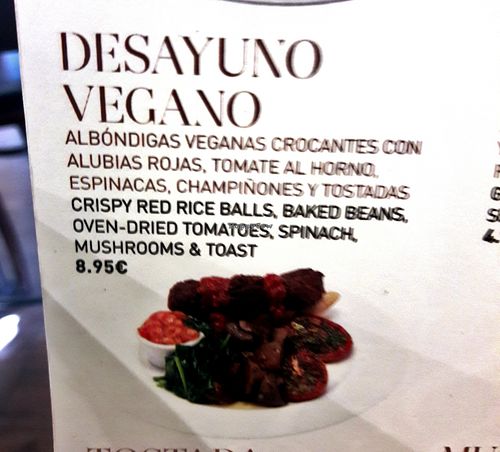 DESAYUNO
VEGANO
ALBÓNDIGAS VEGANAS CROCANTES CON
ALUBIAS ROJAS, TOMATE AL HORNO,
ESPINACAS, CHAMPIÑONES Y TOSTADAS
CRISPY RED RICE BALLS, BAKED BEANS,
OVEN-DRIED TOMATOES, SPINACH,
MUSHROOMS & TOAST
8.95€
TOSTADA